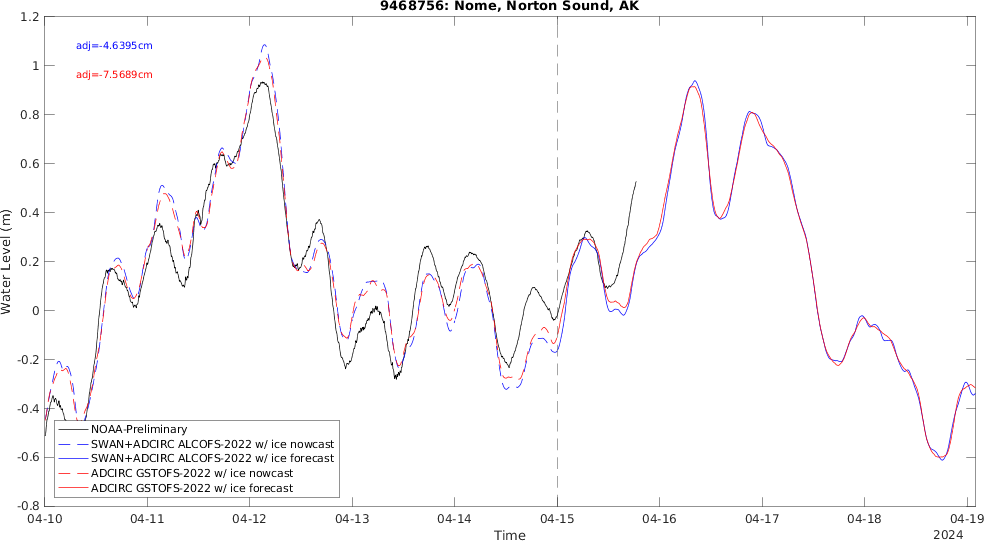 9468756: Nome, Norton Sound, AK
adj=-4.6395cm
adj=-7.5689cm
Water Level (m)
1.2
1
0.8
0.6
0.4
0.2
0
-0.2
-0.4
-0.6
-0.8
NOAA-Preliminary
SWAN+ADCIRC ALCOFS-2022 w/ ice nowcast
SWAN+ADCIRC ALCOFS-2022 w/ ice forecast
ADCIRC GSTOFS-2022 w/ ice nowcast
ADCIRC GSTOFS-2022 w/ ice forecast
04-10 04-11 04-12 04-13 04-14 04-15 04-16 04-17 04-18 04-19
Time
2024